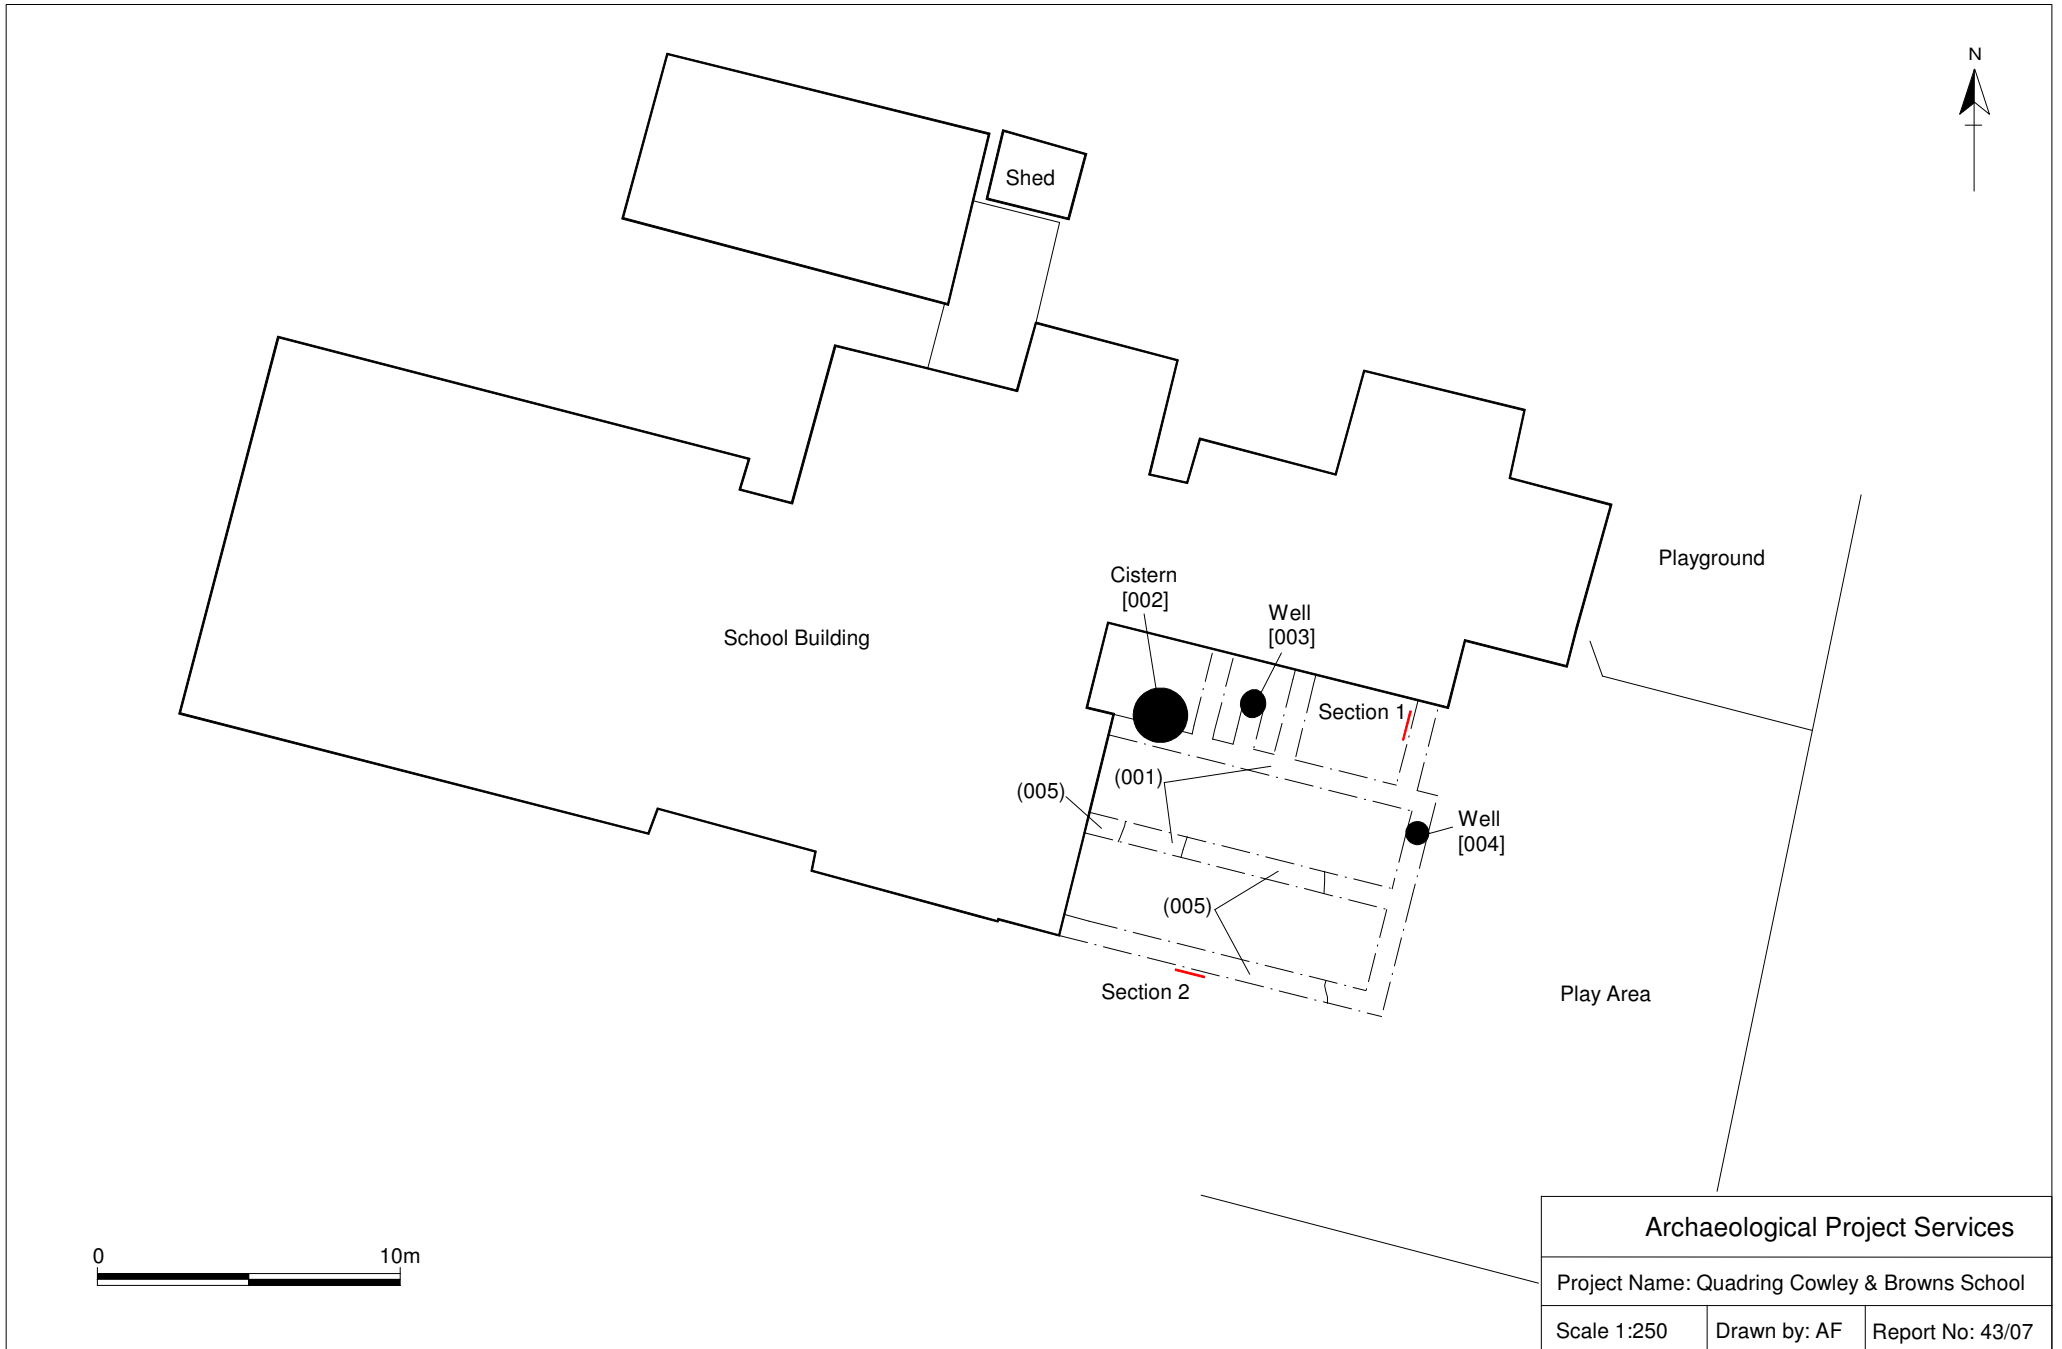 N
Shed
Playground
Cistern
[002]
Well
[003]
School Building
Section 1
(001)
(005)
Well
[004]
(005)
Section 2
Play Area
0 10m
Archaeological Project Services
Project Name: Quadring Cowley & Browns School
Scale 1:250 Drawn by: AF Report No: 43/07